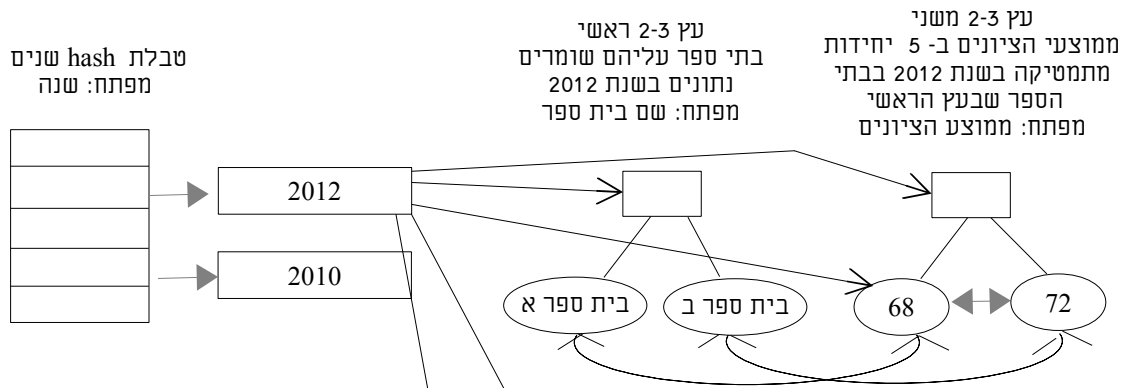 טבלת hash שנים
מפתח: שנה
עץ 2-3 ראשי
בתי ספר עליהם שומרים
נתונים בשנת 2012
מפתח: שם בית ספר
עץ 2-3 משני
ממוצעי הציונים ב- 5 יחידות
מתמטיקה בשנת 2012 בבתי
הספר שבעץ הראשי
מפתח: ממוצע הציונים
2012
2010
בית ספר א
בית ספר ב
68
72